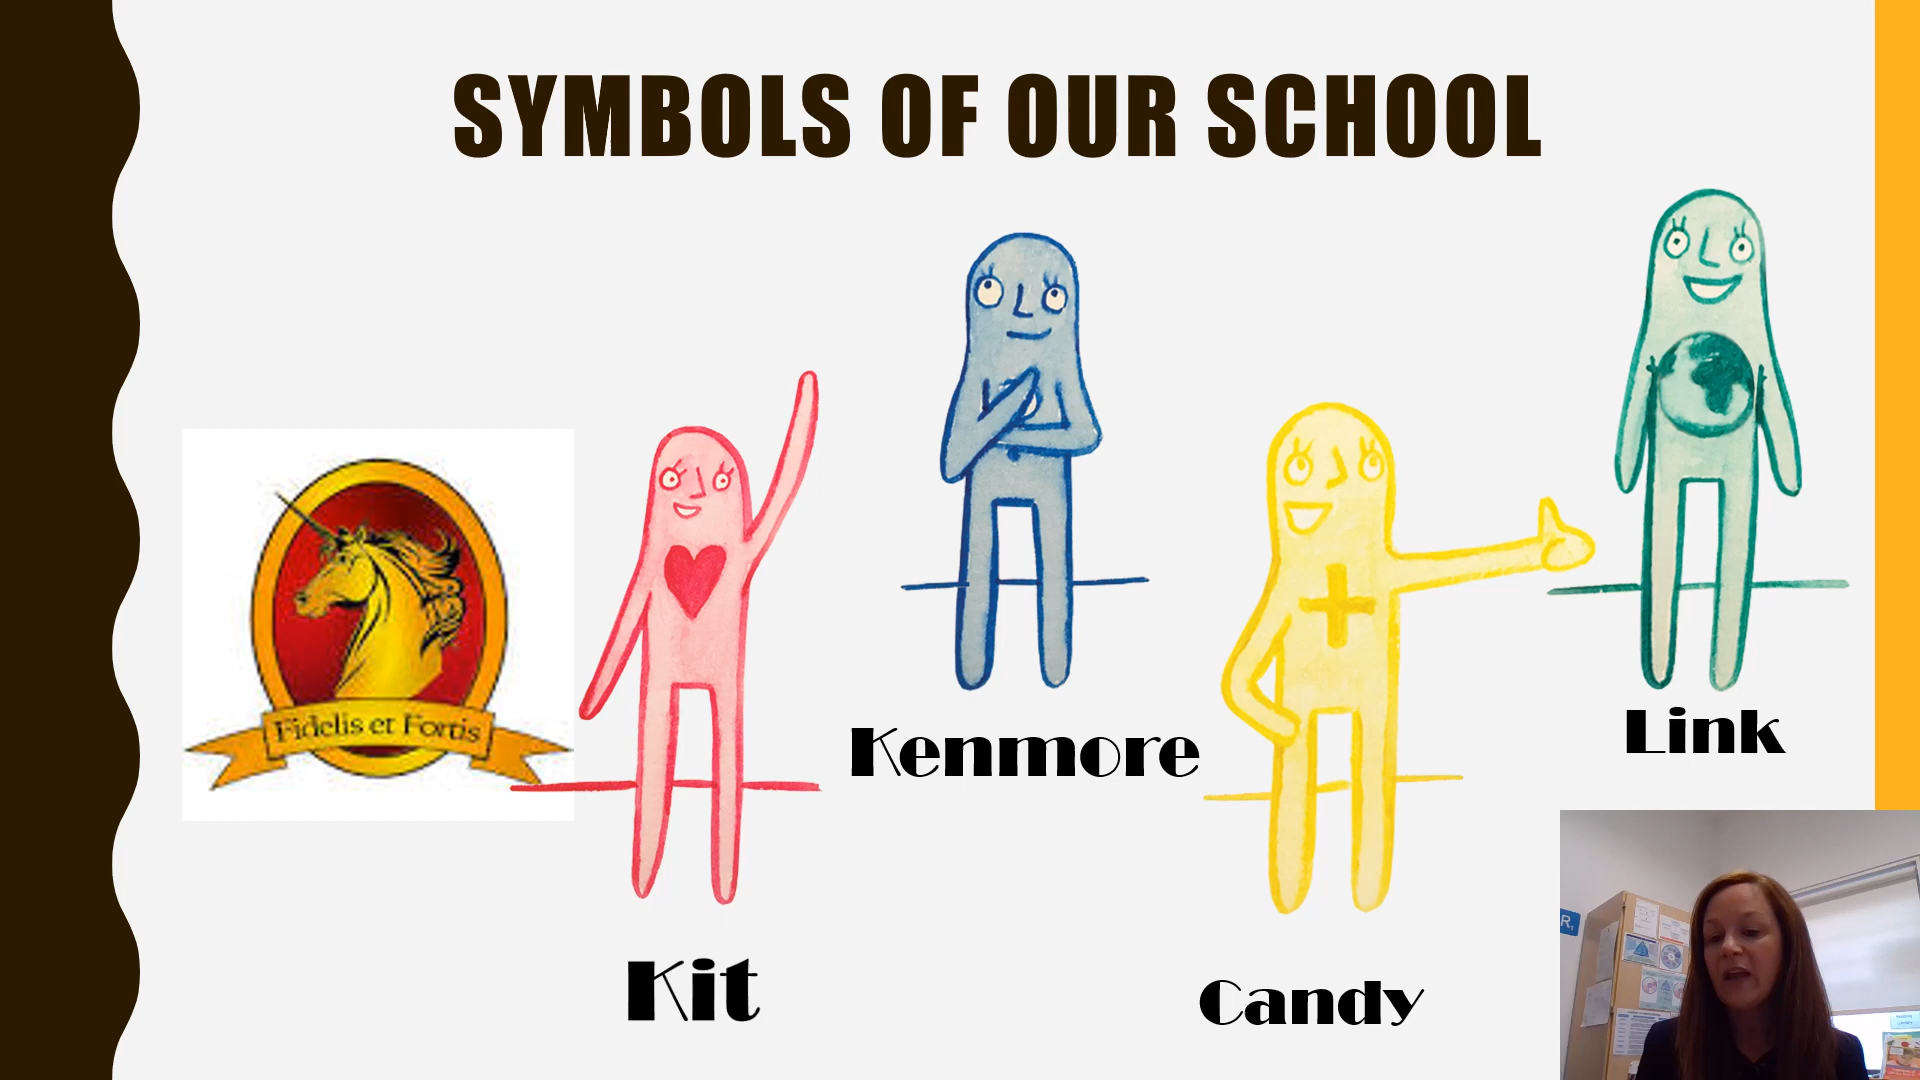 SYMBOLS OF OUR SCHOOL
Fidelis et Fortis
Kit
Kenmore
Candy
Link